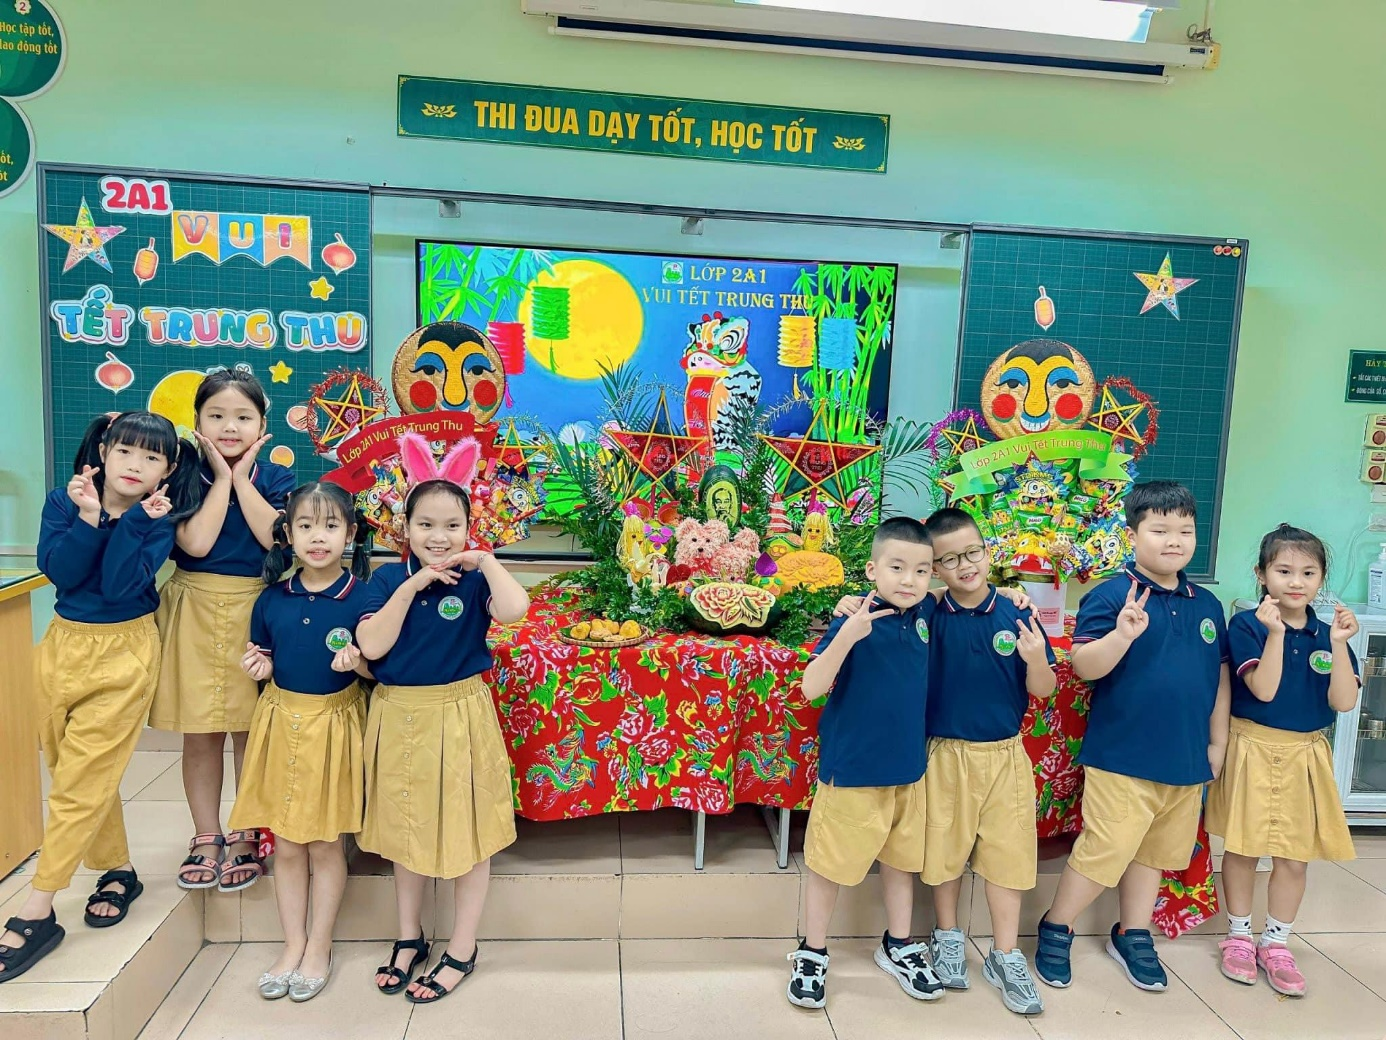 2
Học tập tốt,
lao động tốt
THI ĐUA DẠY TỐT, HỌC TỐT
2A1
VUI
TẾT TRUNG THU
LỚP 2A1
VUI TẾT TRUNG THU
Lớp 2A1 Vui Tết Trung Thu
Lớp 2A1 Vui Tết Trung Thu